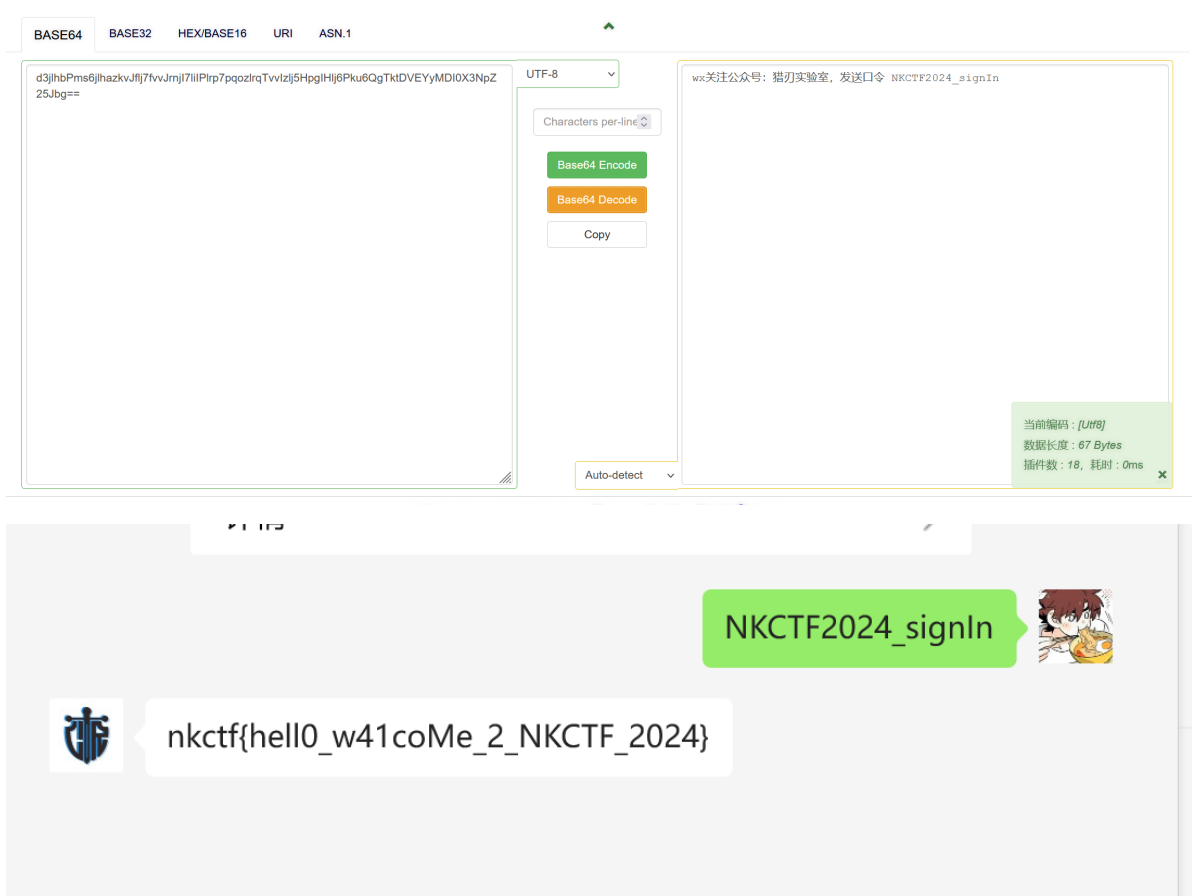 BASE64 BASE32 HEX/BASE16 URI ASN.1
d3jlhbPms6jlhazkvJflj7fvvJrnjI7liIPlrp7pqozlrqTvvIzlj5HpgIHlj6Pku6QgTktDVEYyMDI0X3NpZ
25Jbg==
UTF-8
Characters per-line
Base64 Encode
Base64 Decode
Copy
Auto-detect
wx关注公众号：猎刃实验室，发送口令 NKCTF2024_signIn
当前编码 : [Utf8]
数据长度 : 67 Bytes
插件数 : 18，耗时 : 0ms
NKCTF2024_signIn
nkctf{hell0_w41coMe_2_NKCTF_2024}